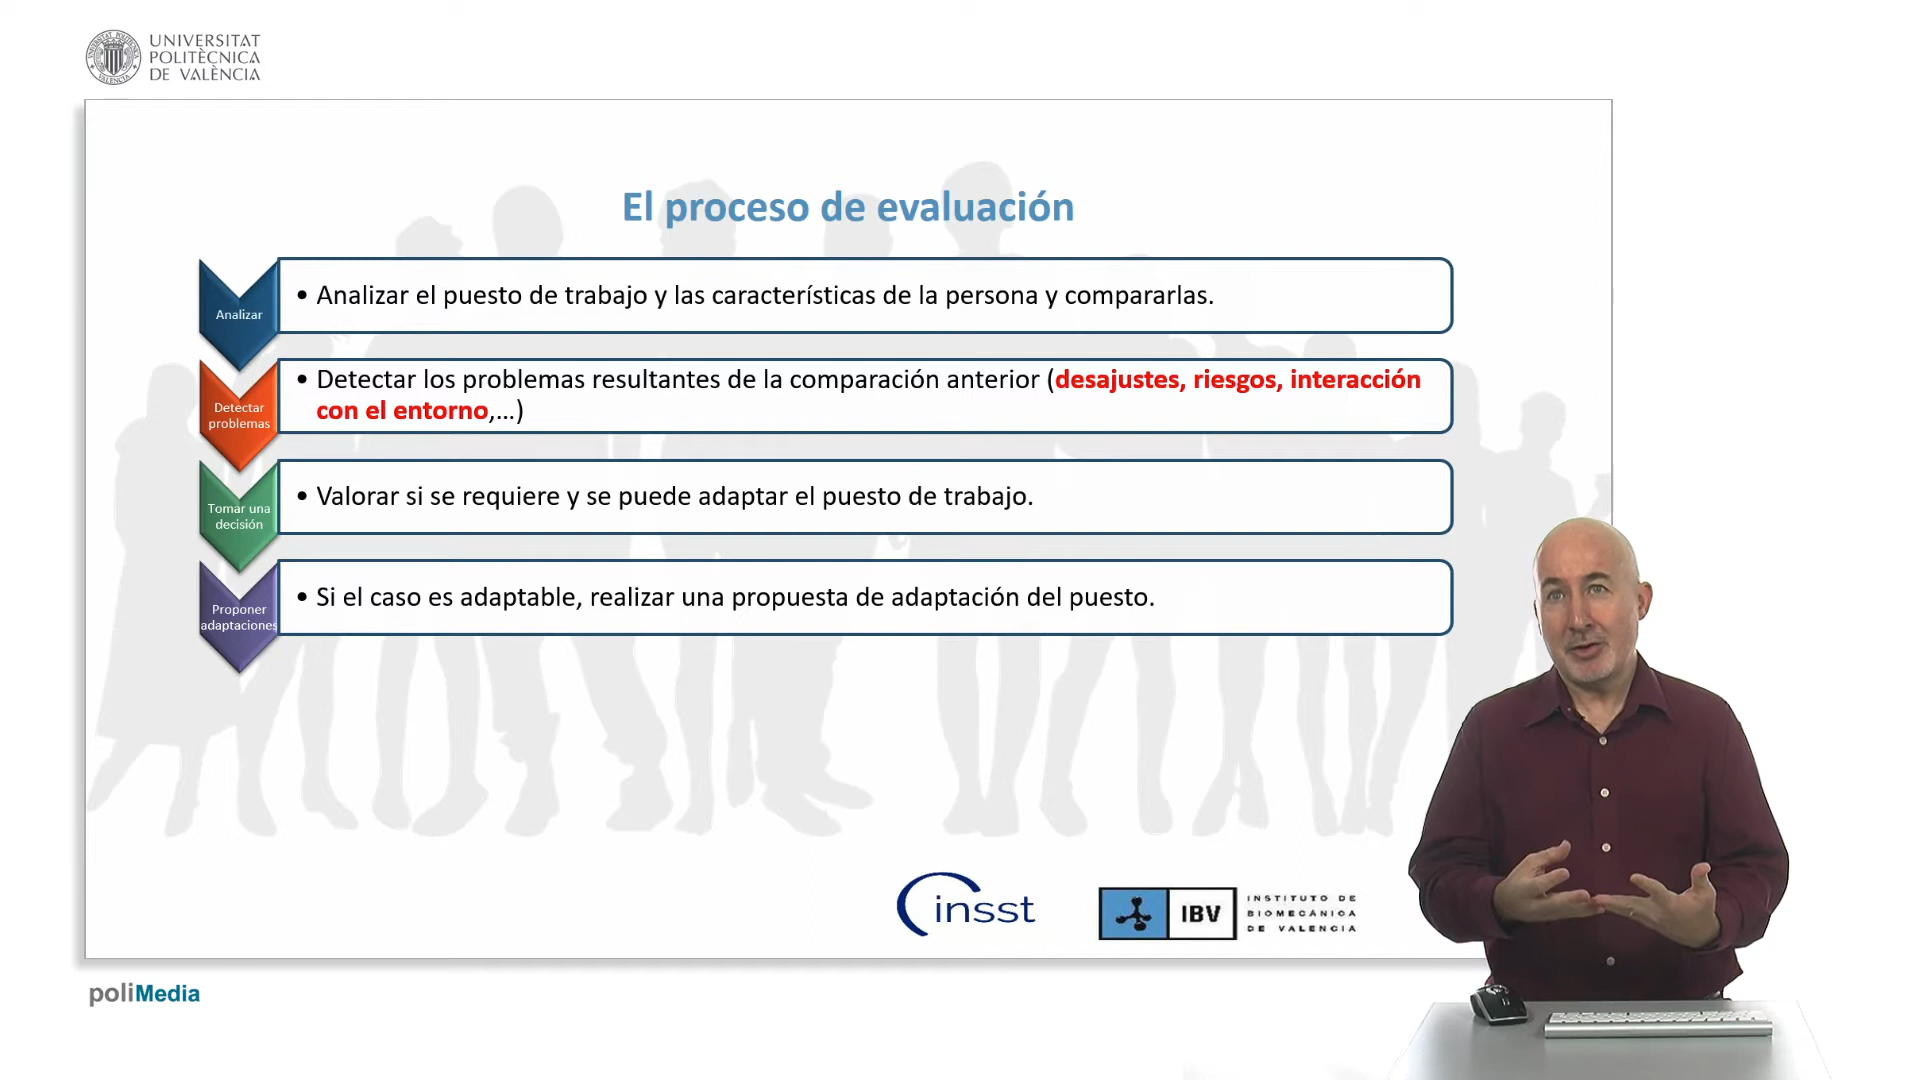 UNIVERSITAT
POLITÈCNICA
DE VALÈNCIA
El proceso de evaluación
Analizar
• Analizar el puesto de trabajo y las características de la persona y compararlas.
Detectar
problemas
• Detectar los problemas resultantes de la comparación anterior (desajustes, riesgos, interacción
con el entorno,...)
Tomar una
decisión
• Valorar si se requiere y se puede adaptar el puesto de trabajo.
Proponer
adaptaciones
• Si el caso es adaptable, realizar una propuesta de adaptación del puesto.
insst
IBV
INSTITUTO DE
BIOMECÁNICA
DE VALENCIA
poliMedia